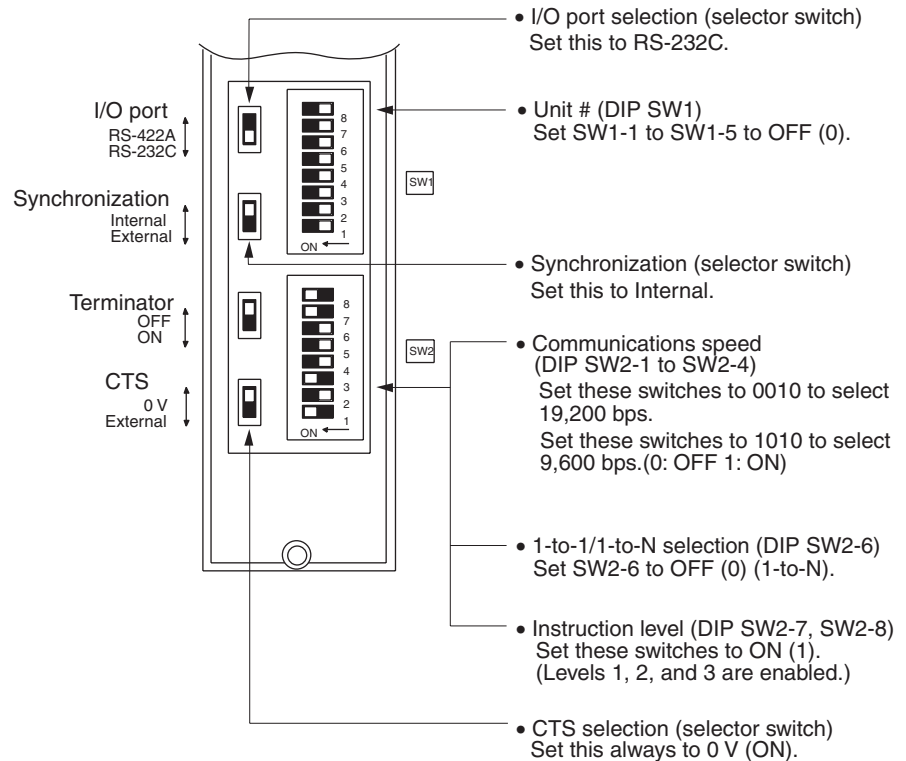 • I/O port selection (selector switch)
Set this to RS-232C.
I/O port
RS-422A
RS-232C
• Unit # (DIP SW1)
Set SW1-1 to SW1-5 to OFF (0).
8
7
6
5
4
3
2
1
ON
SW1
Synchronization
Internal
External
• Synchronization (selector switch)
Set this to Internal.
Terminator
OFF
ON
8
7
6
5
4
3
2
1
ON
SW2
CTS
0 V
External
• Communications speed
(DIP SW2-1 to SW2-4)
Set these switches to 0010 to select
19,200 bps.
Set these switches to 1010 to select
9,600 bps.(0: OFF 1: ON)
• 1-to-1/1-to-N selection (DIP SW2-6)
Set SW2-6 to OFF (0) (1-to-N).
• Instruction level (DIP SW2-7, SW2-8)
Set these switches to ON (1).
(Levels 1, 2, and 3 are enabled.)
• CTS selection (selector switch)
Set this always to 0 V (ON).